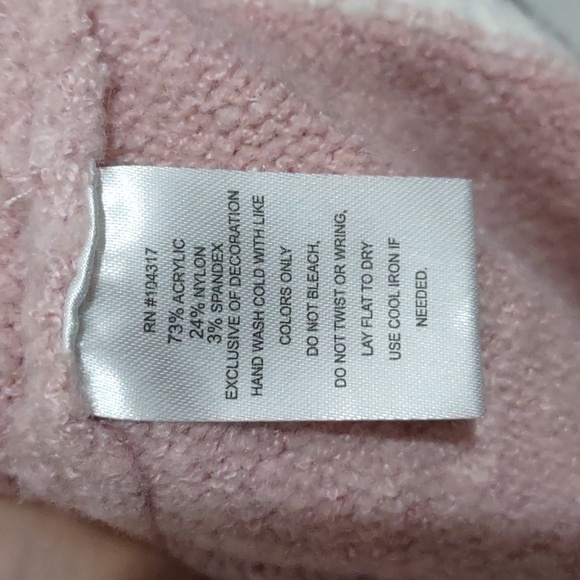 RN #104317
73% ACRYLIC
24% NYLON
3% SPANDEX
EXCLUSIVE OF DECORATION
HAND WASH COLD WITH LIKE
COLORS ONLY
DO NOT BLEACH,
DO NOT TWIST OR WRING,
LAY FLAT TO DRY
USE COOL IRON IF
NEEDED.